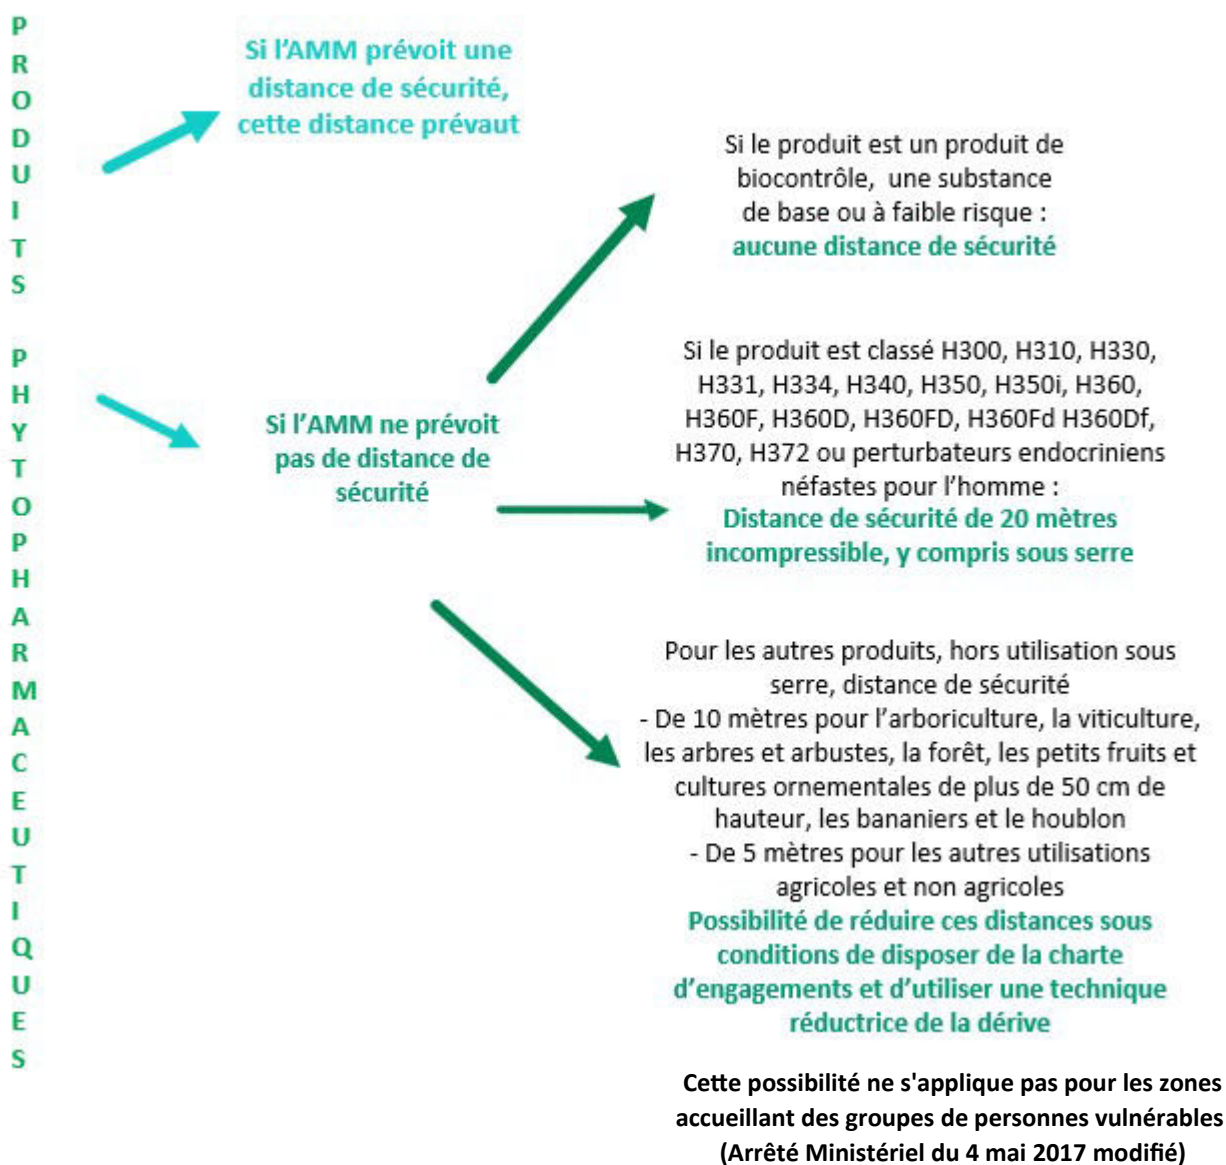 PRODUITS PHYTOPHARMACEUTIQUES
Si l'AMM prévoit une
distance de sécurité,
cette distance prévaut
Si l'AMM ne prévoit
pas de distance de
sécurité
Si le produit est un produit de
biocontrôle, une substance
de base ou à faible risque :
aucune distance de sécurité
Si le produit est classé H300, H310, H330,
H331, H334, H340, H350, H350i, H360,
H360F, H360D, H360FD, H360Fd H360Df,
H370, H372 ou perturbateurs endocriniens
néfastes pour l'homme :
Distance de sécurité de 20 mètres
incompressible, y compris sous serre
Pour les autres produits, hors utilisation sous
serre, distance de sécurité
- De 10 mètres pour l'arboriculture, la viticulture,
les arbres et arbustes, la forêt, les petits fruits et
cultures ornementales de plus de 50 cm de
hauteur, les bananiers et le houblon
- De 5 mètres pour les autres utilisations
agricoles et non agricoles
Possibilité de réduire ces distances sous
conditions de disposer de la charte
d'engagements et d'utiliser une technique
réductrice de la dérive
Cette possibilité ne s'applique pas pour les zones
accueillant des groupes de personnes vulnérables
(Arrêté Ministériel du 4 mai 2017 modifié)